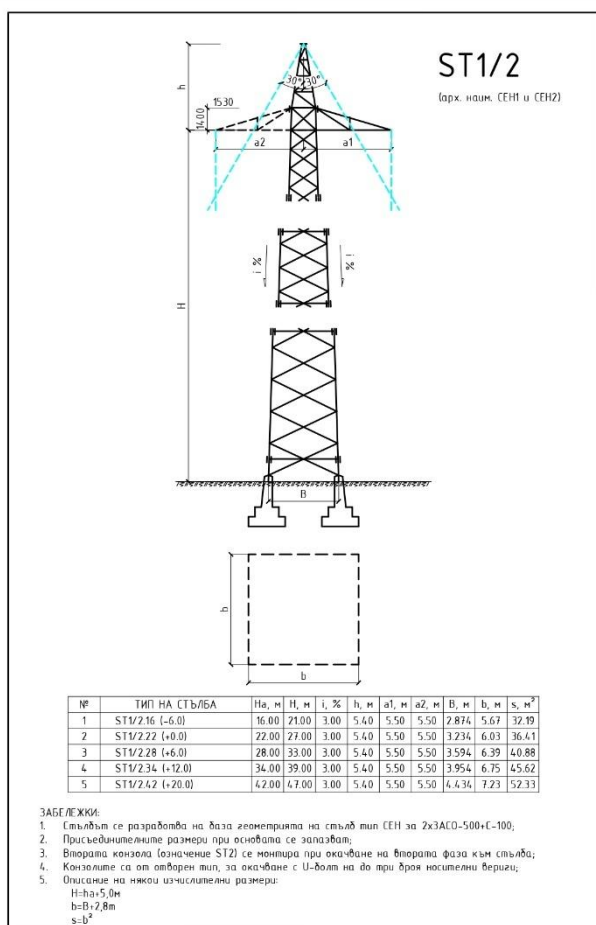 ST1/2
(арх. наим. СЕН1 и СЕН2)
h
30° 30°
1530
1400
a2
a1
i %
i %
H
B
b
b
№ ТИП НА СТЪЛБА На, м H, м i, % h, м a1, м a2, м B, м b, м s, м²
1 ST1/2.16 (-6.0) 16.00 21.00 3.00 5.40 5.50 5.50 2.874 5.67 32.19
2 ST1/2.22 (+0.0) 22.00 27.00 3.00 5.40 5.50 5.50 3.234 6.03 36.41
3 ST1/2.28 (+6.0) 28.00 33.00 3.00 5.40 5.50 5.50 3.594 6.39 40.88
4 ST1/2.34 (+12.0) 34.00 39.00 3.00 5.40 5.50 5.50 3.954 6.75 45.62
5 ST1/2.42 (+20.0) 42.00 47.00 3.00 5.40 5.50 5.50 4.434 7.23 52.33
ЗАБЕЛЕЖКИ:
1. Стълбът се разработва на база геометрията на стълб тип СЕН за 2х3АСО-500+С-100;
2. Присъединителните размери при основата се запазват;
3. Втората конзола (означение ST2) се монтира при окачване на втората фаза към стълба;
4. Конзолите са от отворен тип, за окачване с U-болт на до три броя носителни вериги;
5. Описание на някои изчислителни размери:
H=ha+5,0м
b=B+2,8m
s=b²